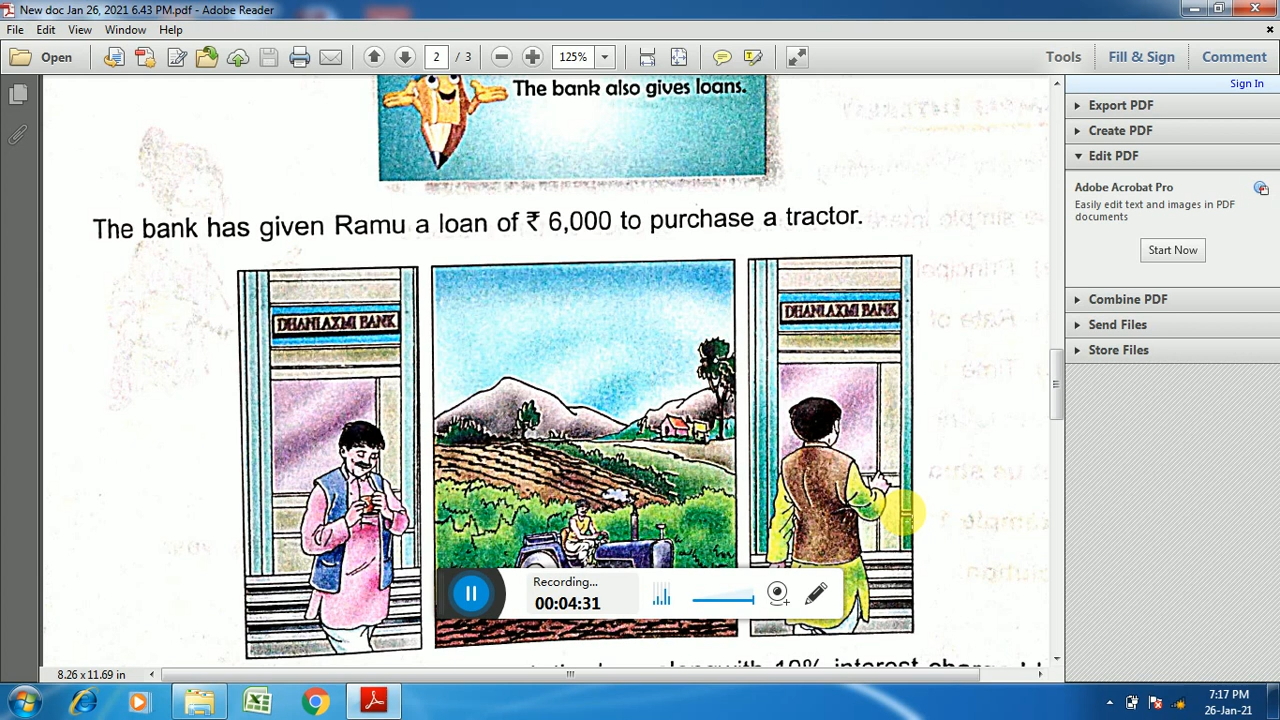 New doc Jan 26, 2021 6.43 PM.pdf - Adobe Reader
File Edit View Window Help
Open 2 / 3 125% Tools Fill & Sign Comment
Sign In
Export PDF
Create PDF
Edit PDF
Adobe Acrobat Pro
Easily edit text and images in PDF
documents
Start Now
Combine PDF
Send Files
Store Files
The bank also gives loans.
The bank has given Ramu a loan of ₹ 6,000 to purchase a tractor.
DHANLAXMI BANK
DHANLAXMI BANK
Recording...
00:04:31
10% interest
8.26 x 11.69 in
7:17 PM
26-Jan-21